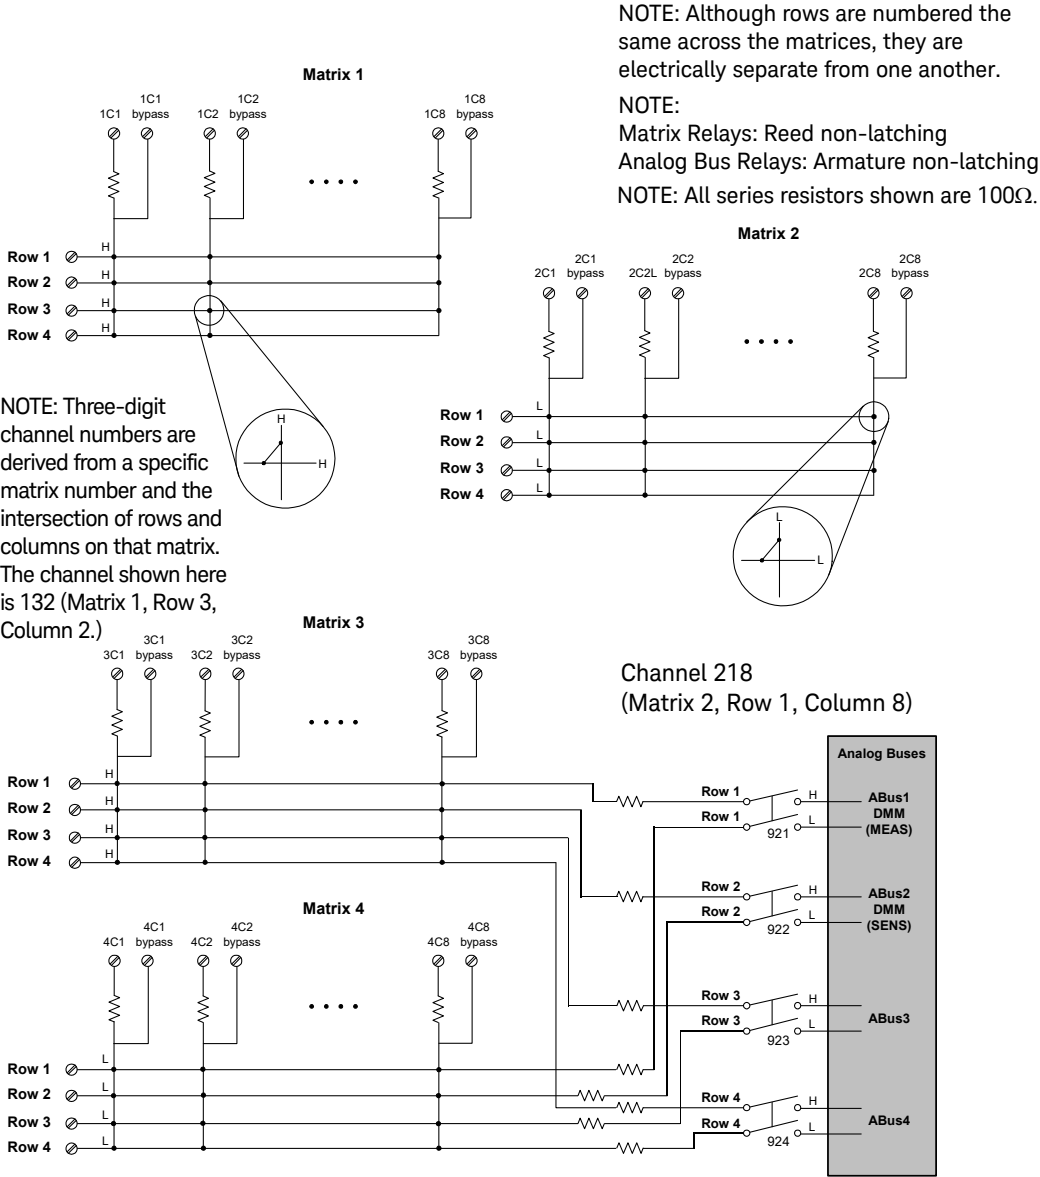 NOTE: Although rows are numbered the
same across the matrices, they are
electrically separate from one another.
NOTE:
Matrix Relays: Reed non-latching
Analog Bus Relays: Armature non-latching
NOTE: All series resistors shown are 100Ω.
Matrix 1
1C1
1C1
bypass
1C2
1C2
bypass
1C8
1C8
bypass
Row 1
H
Row 2
H
Row 3
H
Row 4
H
H
H
Matrix 2
2C1
2C1
bypass
2C2L
2C2
bypass
2C8
2C8
bypass
Row 1
L
Row 2
L
Row 3
L
Row 4
L
L
L
NOTE: Three-digit
channel numbers are
derived from a specific
matrix number and the
intersection of rows and
columns on that matrix.
The channel shown here
is 132 (Matrix 1, Row 3,
Column 2.)
Channel 218
(Matrix 2, Row 1, Column 8)
Matrix 3
3C1
3C1
bypass
3C2
3C2
bypass
3C8
3C8
bypass
Row 1
H
Row 2
H
Row 3
H
Row 4
H
Matrix 4
4C1
4C1
bypass
4C2
4C2
bypass
4C8
4C8
bypass
Row 1
L
Row 2
L
Row 3
L
Row 4
L
Analog Buses
Row 1
H
Row 1
L
921
ABus1
DMM
(MEAS)
Row 2
H
Row 2
L
922
ABus2
DMM
(SENS)
Row 3
H
Row 3
L
923
ABus3
Row 4
H
Row 4
L
924
ABus4